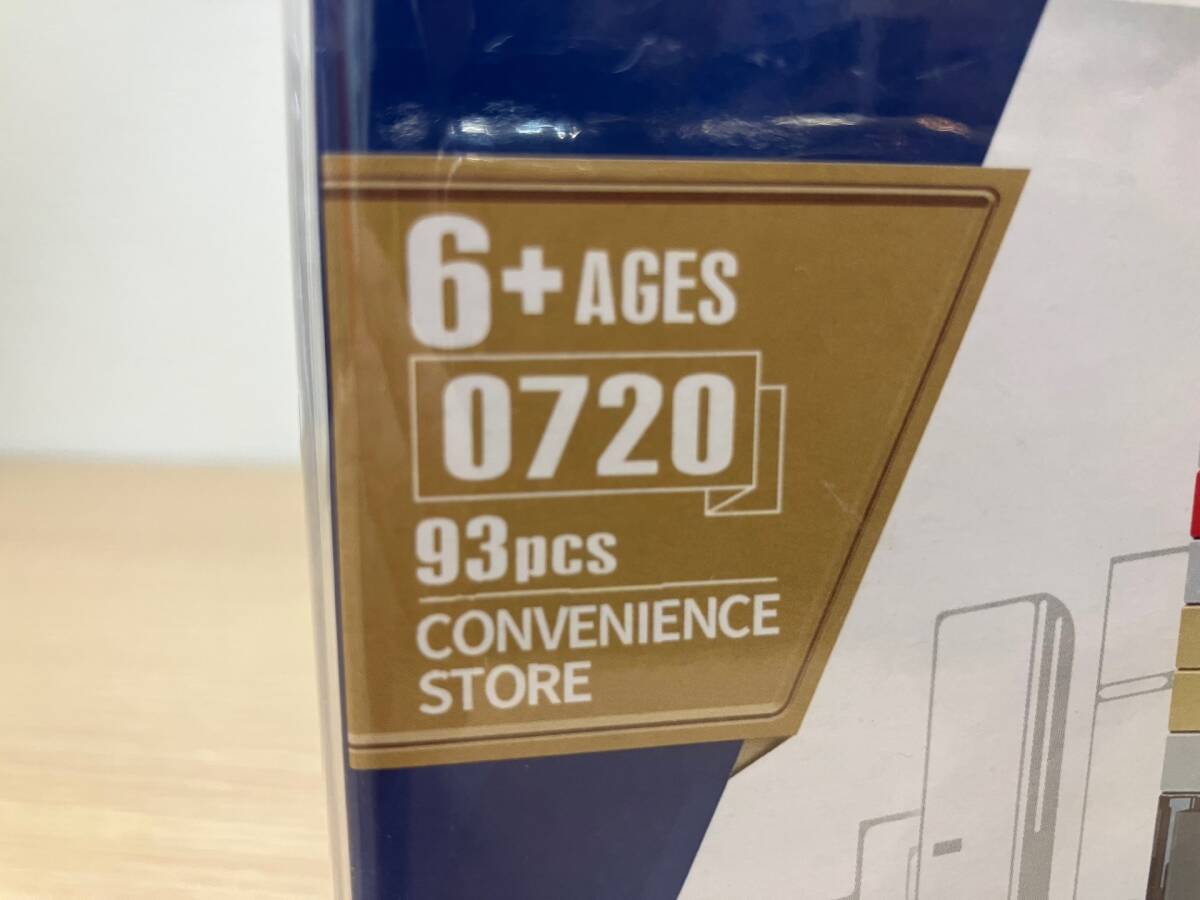 6+ AGES
0720
93pcs
CONVENIENCE
STORE